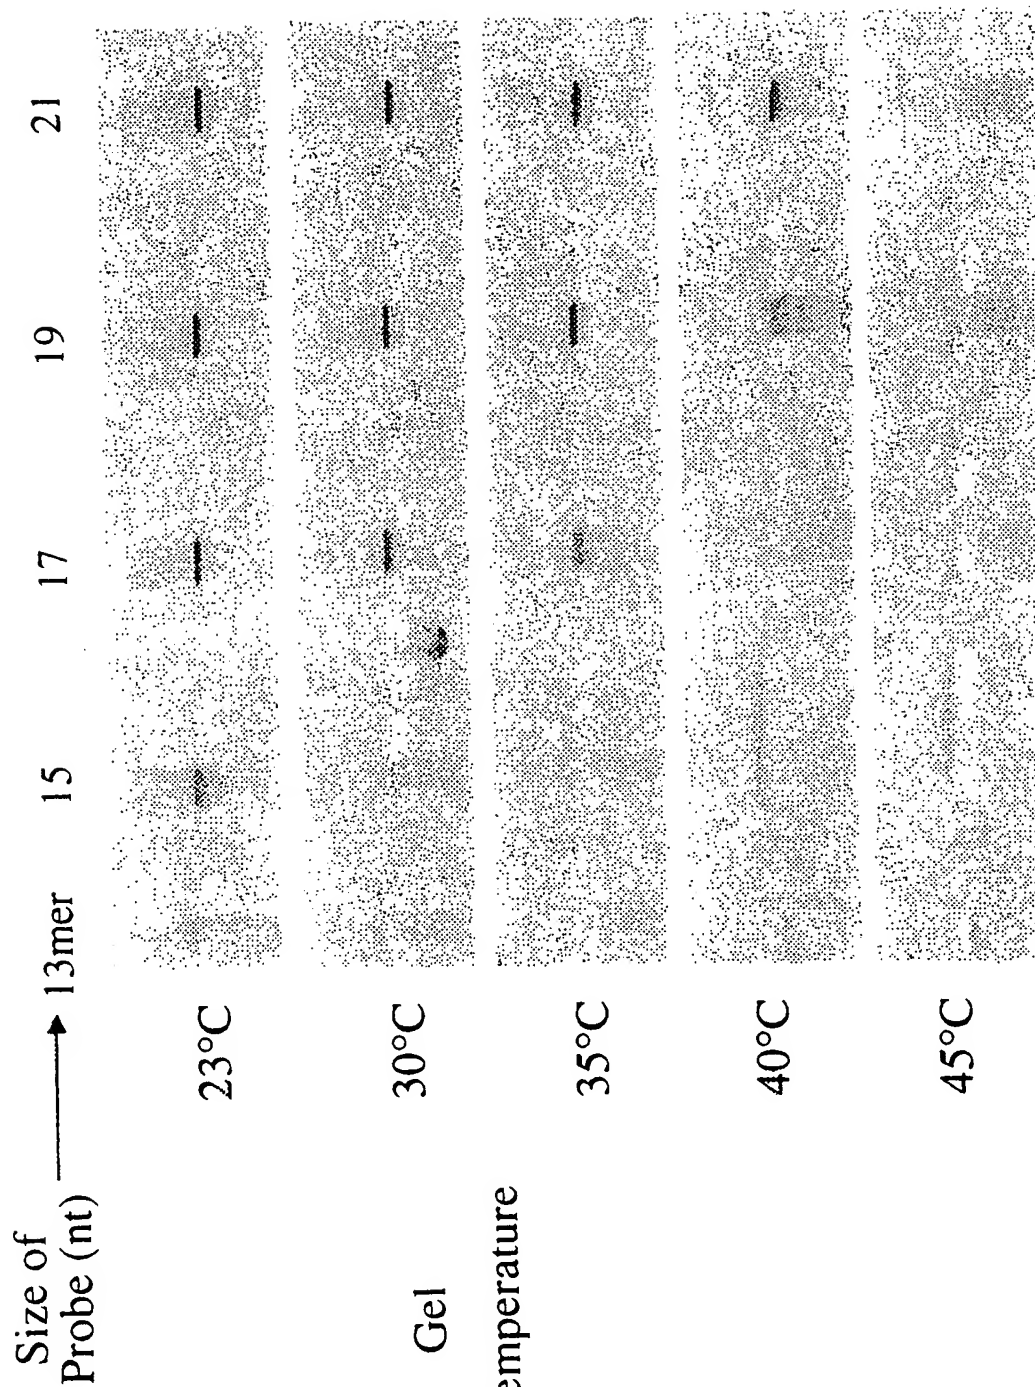 Size of
Probe (nt)
13mer 15 17 19 21
23°C
30°C
Gel
emperature
35°C
40°C
45°C